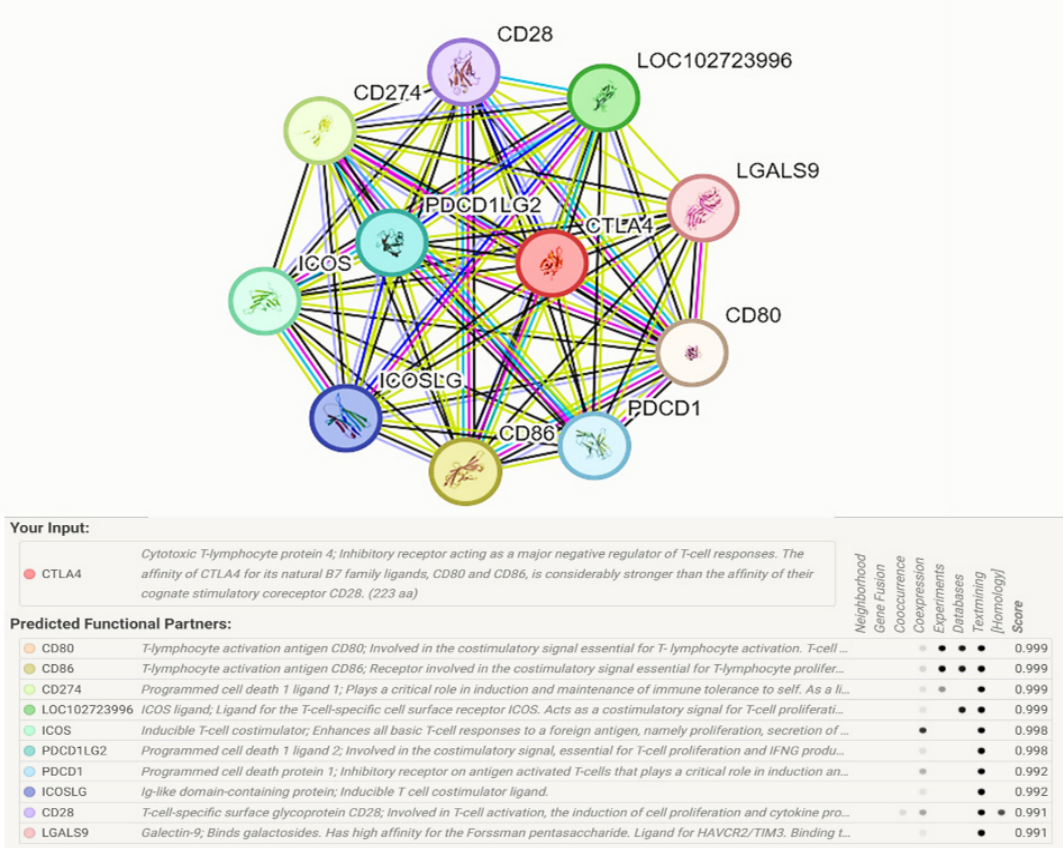 CD28
LOC102723996
CD274
LGALS9
PDCD1LG2
CTLA4
ICOS
CD80
ICOSLG
PDCD1
CD86
Your Input:
CTLA4
Cytotoxic T-lymphocyte protein 4; Inhibitory receptor acting as a major negative regulator of T-cell responses. The
affinity of CTLA4 for its natural B7 family ligands, CD80 and CD86, is considerably stronger than the affinity of their
cognate stimulatory coreceptor CD28. (223 aa)
Neighborhood
Gene Fusion
Cooccurrence
Coexpression
Experiments
Databases
Textmining
[Homology]
Score
Predicted Functional Partners:
CD80 T-lymphocyte activation antigen CD80; Involved in the costimulatory signal essential for T- lymphocyte activation. T-cell ... 0.999
CD86 T-lymphocyte activation antigen CD86; Receptor involved in the costimulatory signal essential for T-lymphocyte prolifer... 0.999
CD274 Programmed cell death 1 ligand 1; Plays a critical role in induction and maintenance of immune tolerance to self. As a li... 0.999
LOC102723996 ICOS ligand; Ligand for the T-cell-specific cell surface receptor ICOS. Acts as a costimulatory signal for T-cell proliferati... 0.999
ICOS Inducible T-cell costimulator; Enhances all basic T-cell responses to a foreign antigen, namely proliferation, secretion of ... 0.998
PDCD1LG2 Programmed cell death 1 ligand 2; Involved in the costimulatory signal, essential for T-cell proliferation and IFNG produ... 0.998
PDCD1 Programmed cell death protein 1; Inhibitory receptor on antigen activated T-cells that plays a critical role in induction an... 0.992
ICOSLG Ig-like domain-containing protein; Inducible T cell costimulator ligand. 0.992
CD28 T-cell-specific surface glycoprotein CD28; Involved in T-cell activation, the induction of cell proliferation and cytokine pro... 0.991
LGALS9 Galectin-9; Binds galactosides. Has high affinity for the Forssman pentasaccharide. Ligand for HAVCR2/TIM3. Binding t... 0.991